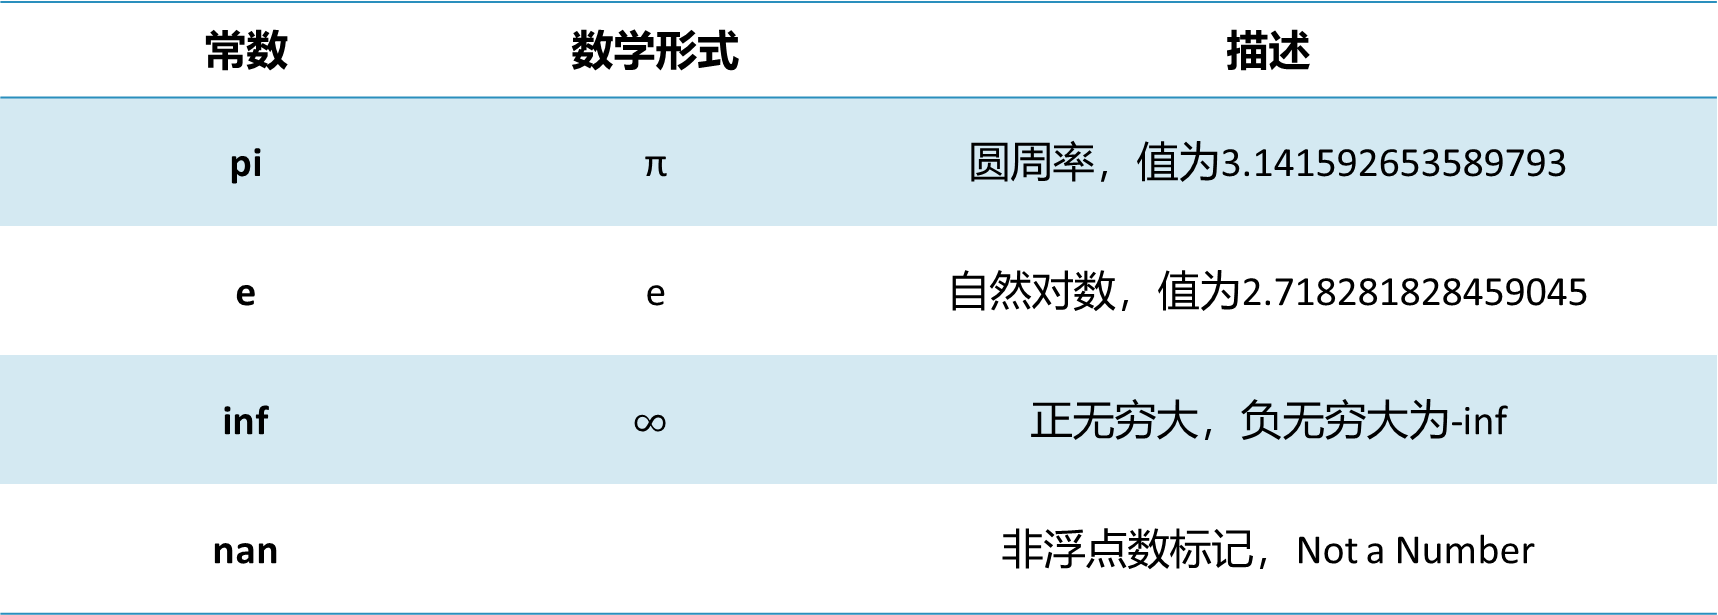 常数 数学形式 描述
pi π 圆周率，值为3.141592653589793
e e 自然对数，值为2.718281828459045
inf ∞ 正无穷大，负无穷大为-inf
nan 非浮点数标记，Not a Number